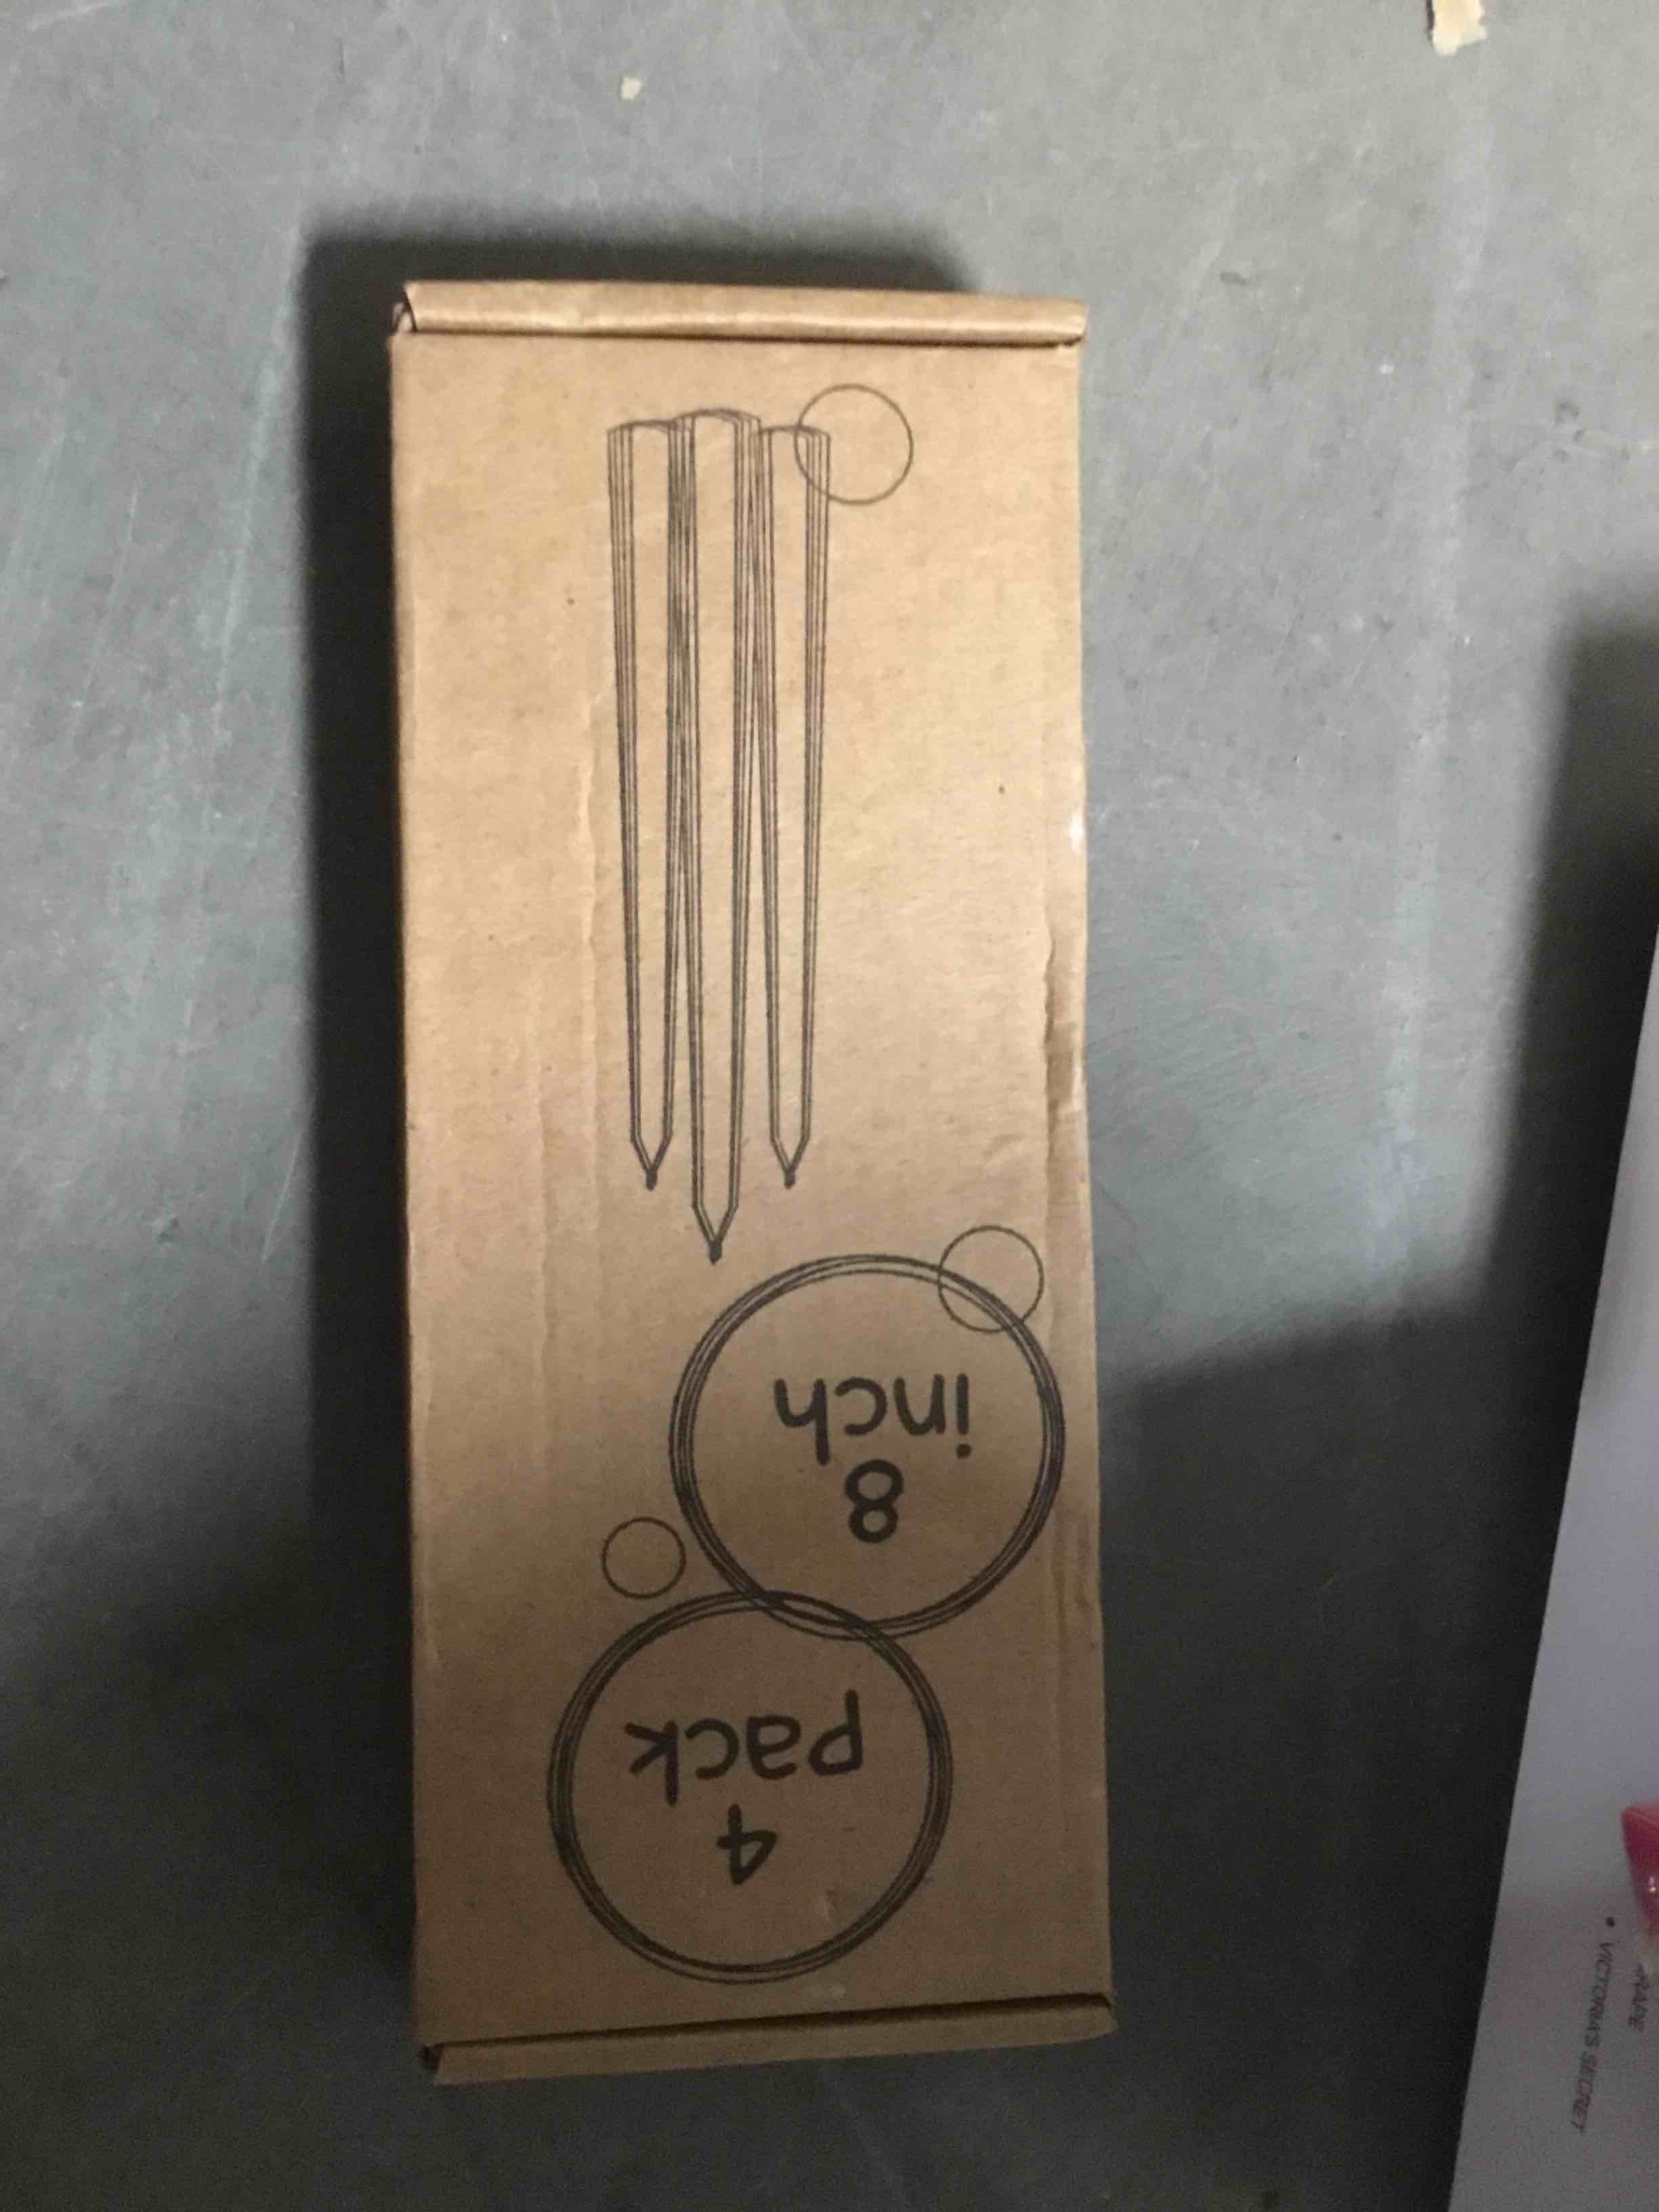 4
pack
8
inch
• VICTORIA'S SECRET